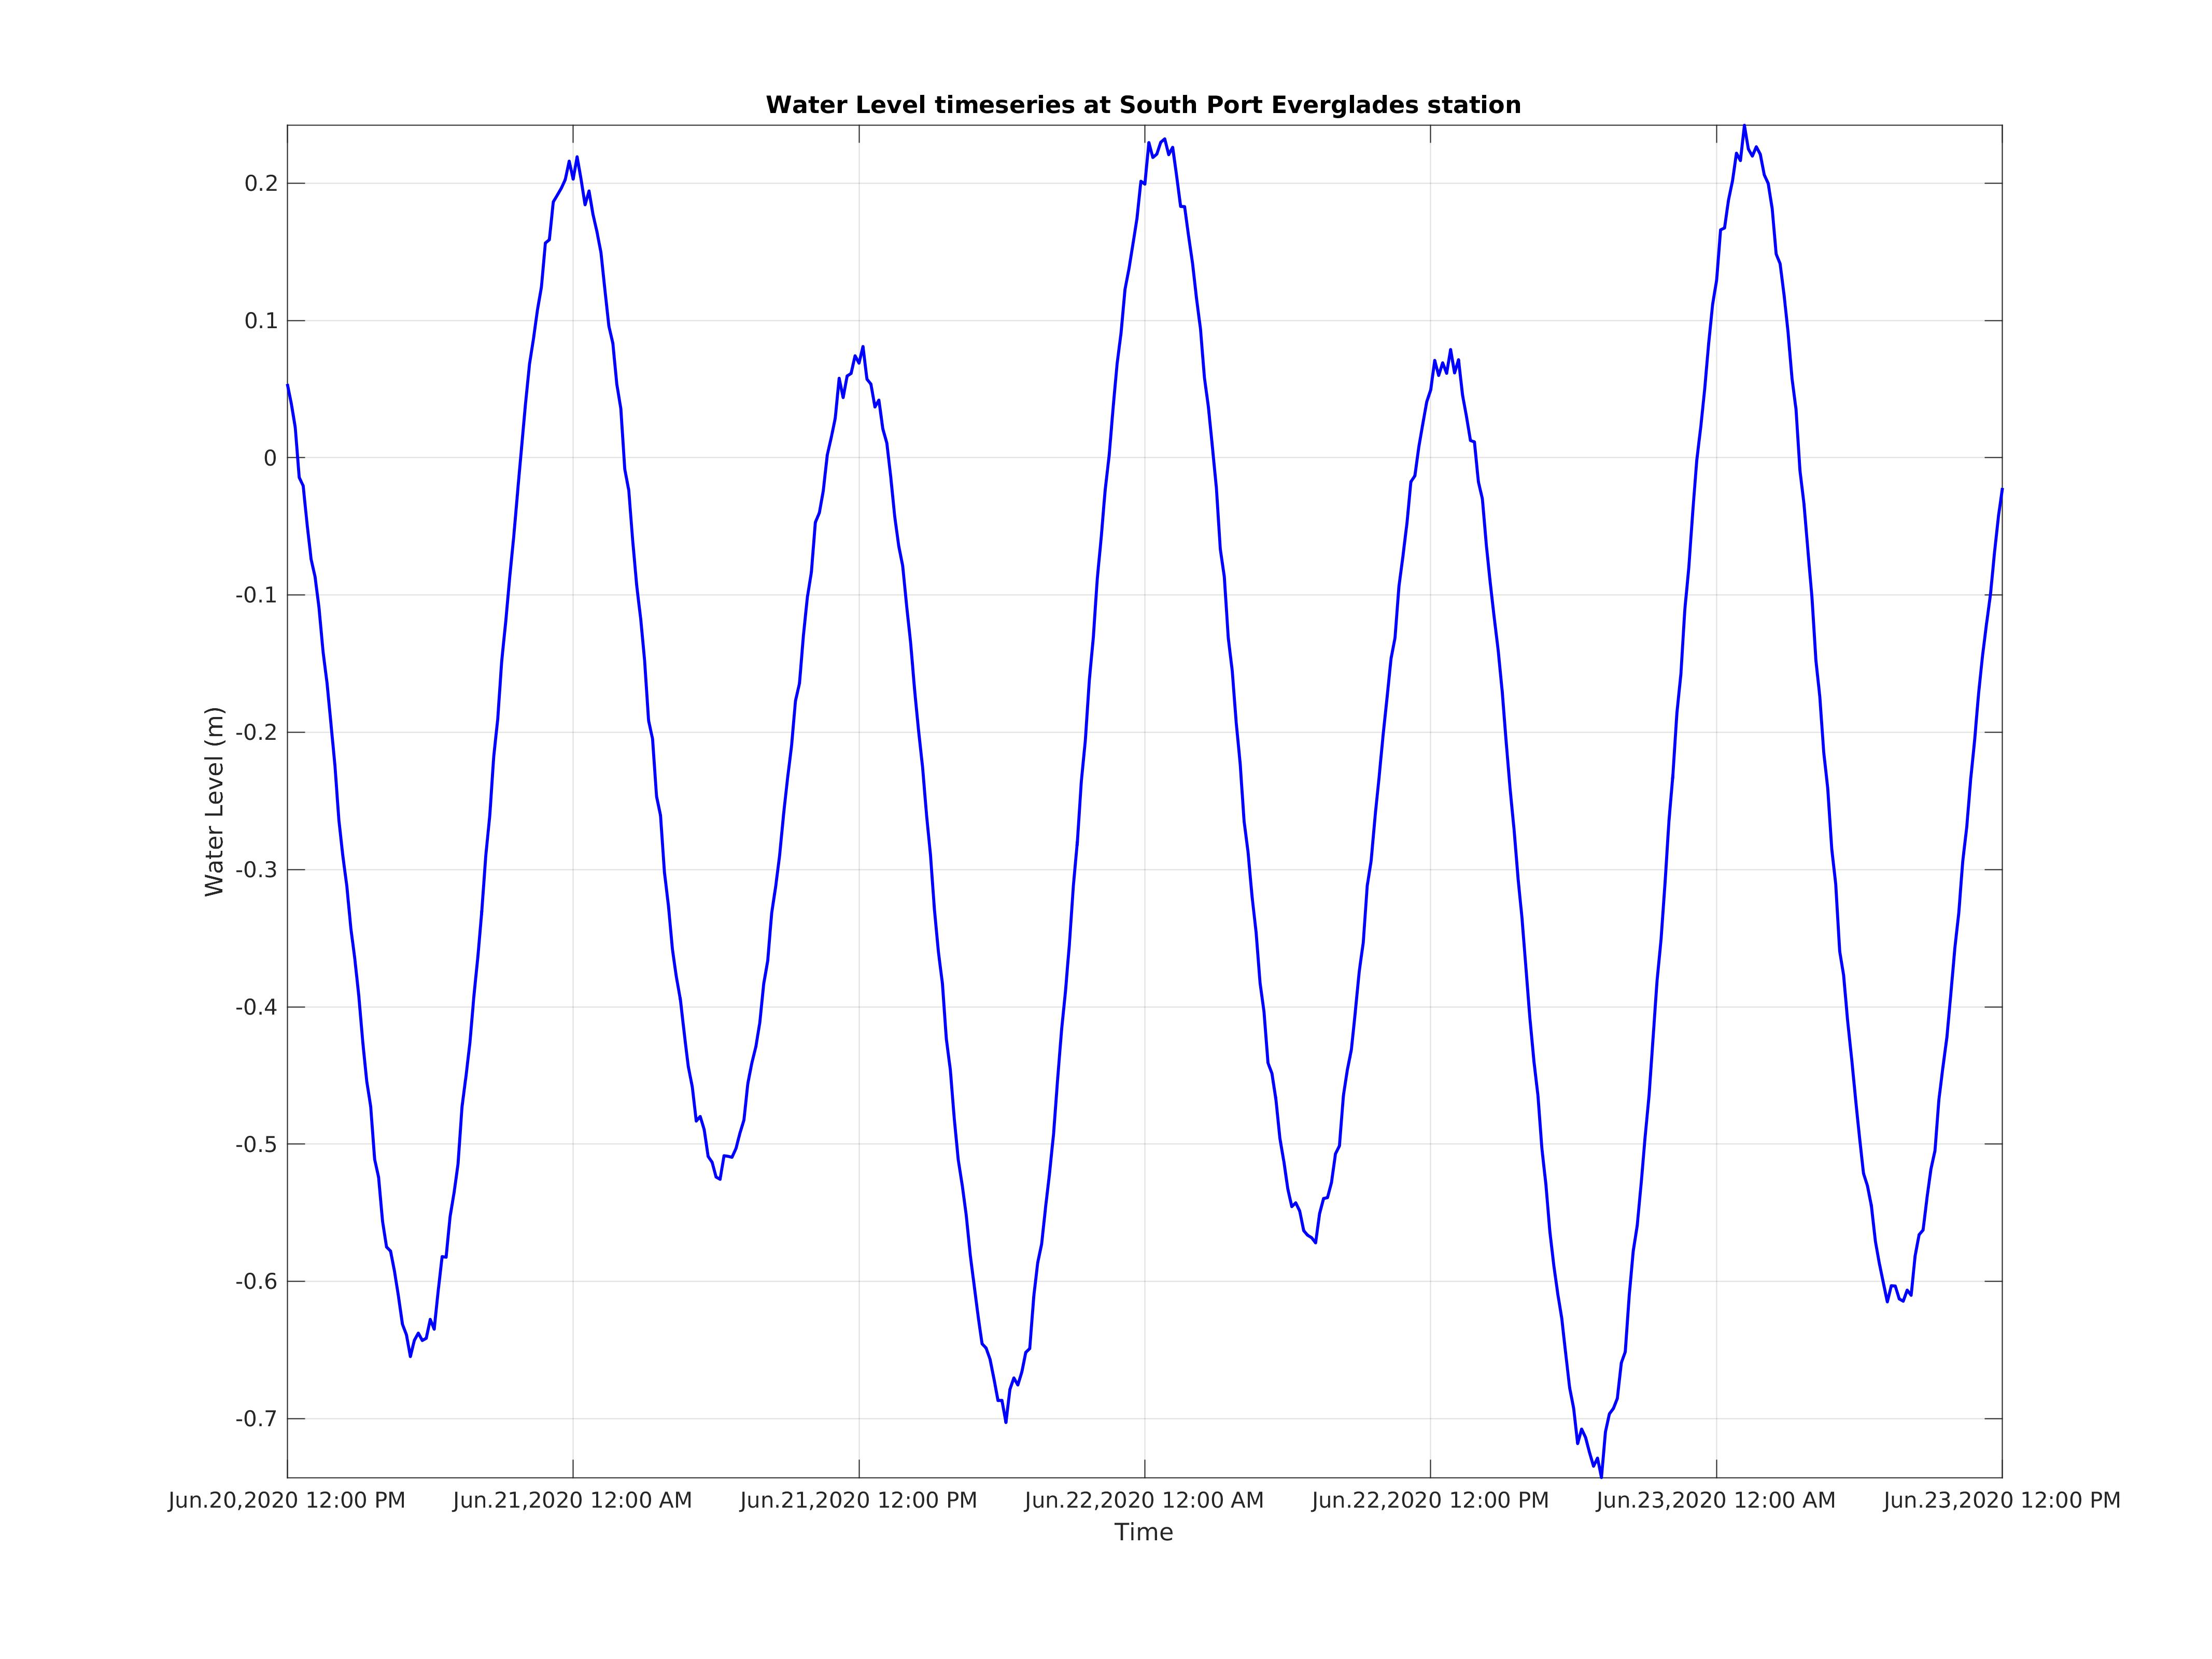 Water Level timeseries at South Port Everglades station
0.2
0.1
0
-0.1
-0.2
-0.3
-0.4
-0.5
-0.6
-0.7
Water Level (m)
Jun.20,2020 12:00 PM Jun.21,2020 12:00 AM Jun.21,2020 12:00 PM Jun.22,2020 12:00 AM Jun.22,2020 12:00 PM Jun.23,2020 12:00 AM Jun.23,2020 12:00 PM
Time